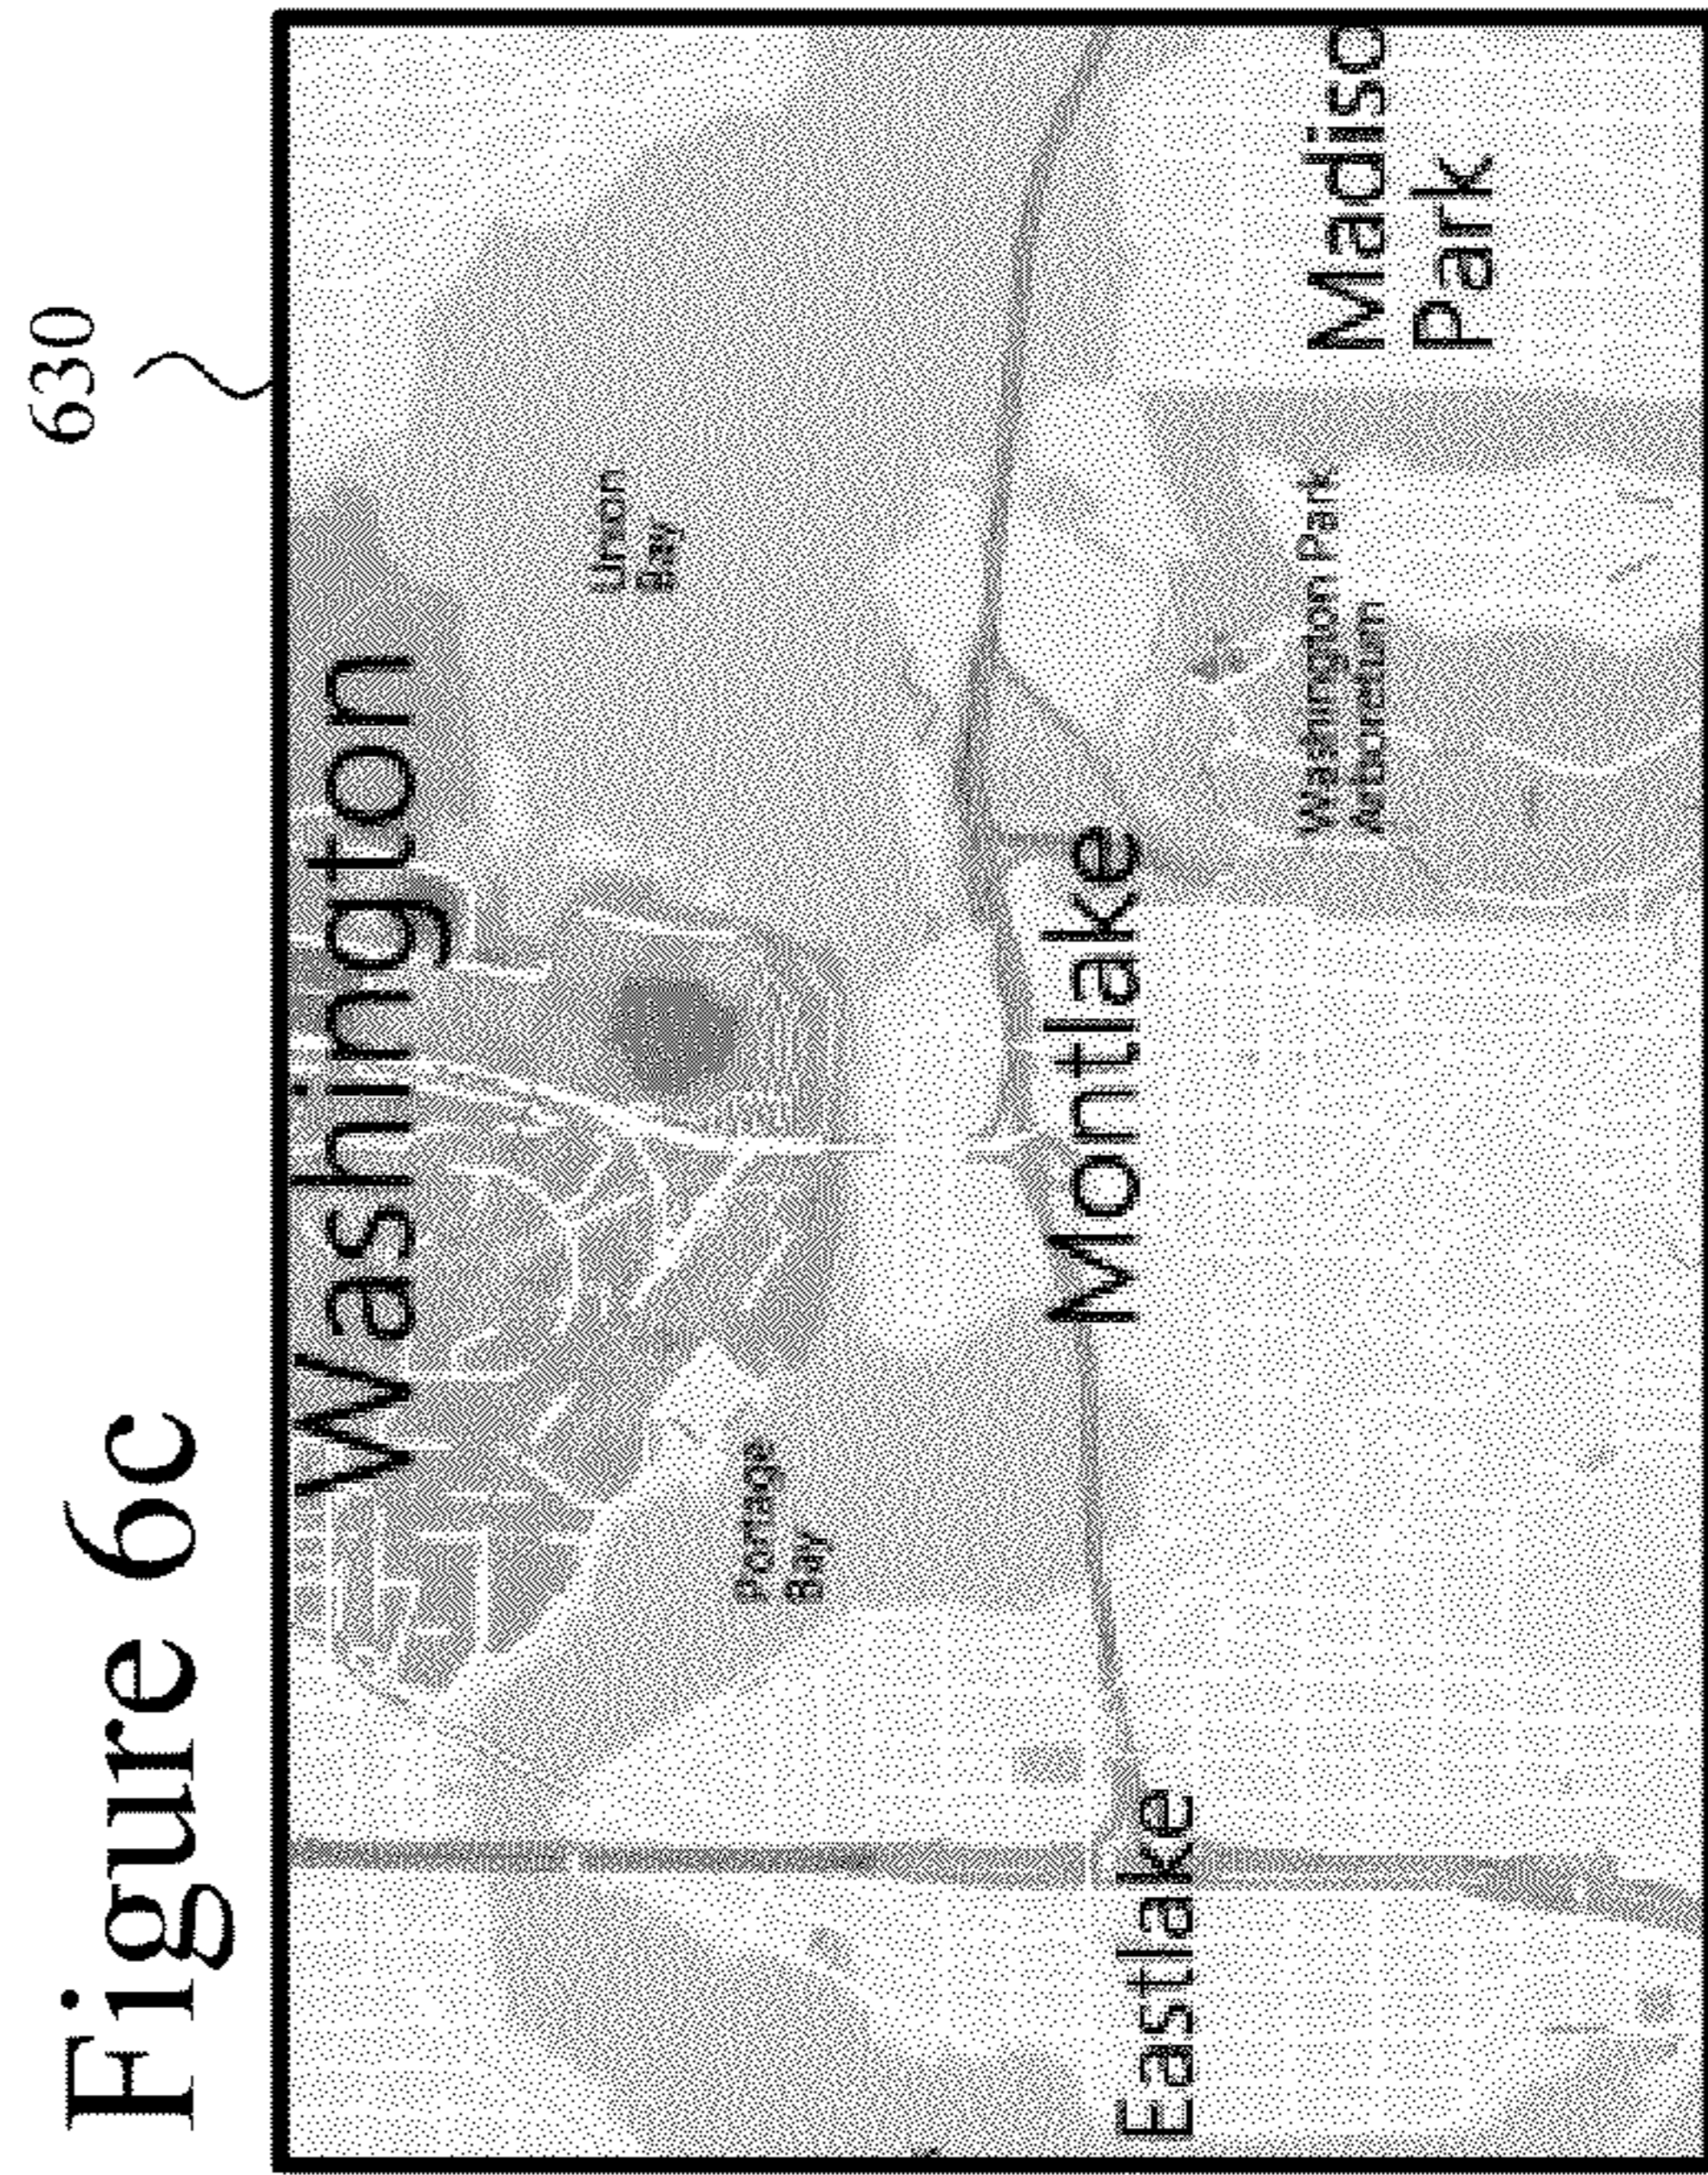 Figure 6c
630
Washington
Union
Bay
Portage
Bay
Montlake
Eastlake
Washington Park
Arboretum
Madiso
Park